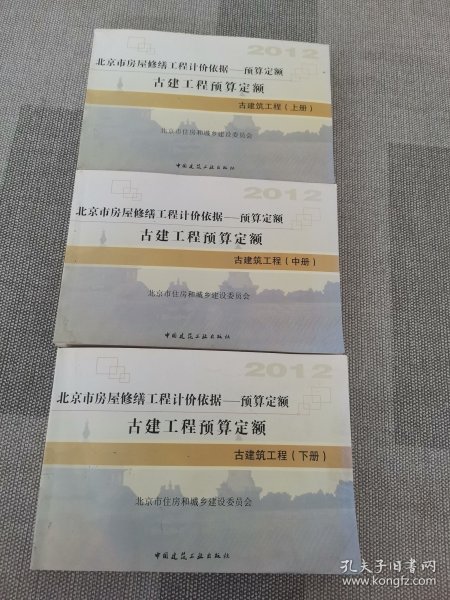 2012
北京市房屋修缮工程计价依据——预算定额
古建工程预算定额
古建筑工程(上册)
北京市住房和城乡建设委员会
中国建筑工业出版社
2012
北京市房屋修缮工程计价依据——预算定额
古建工程预算定额
古建筑工程(中册)
北京市住房和城乡建设委员会
中国建筑工业出版社
2012
北京市房屋修缮工程计价依据——预算定额
古建工程预算定额
古建筑工程(下册)
北京市住房和城乡建设委员会
中国建筑工业出版社
孔夫子旧书网
www.kongfz.com